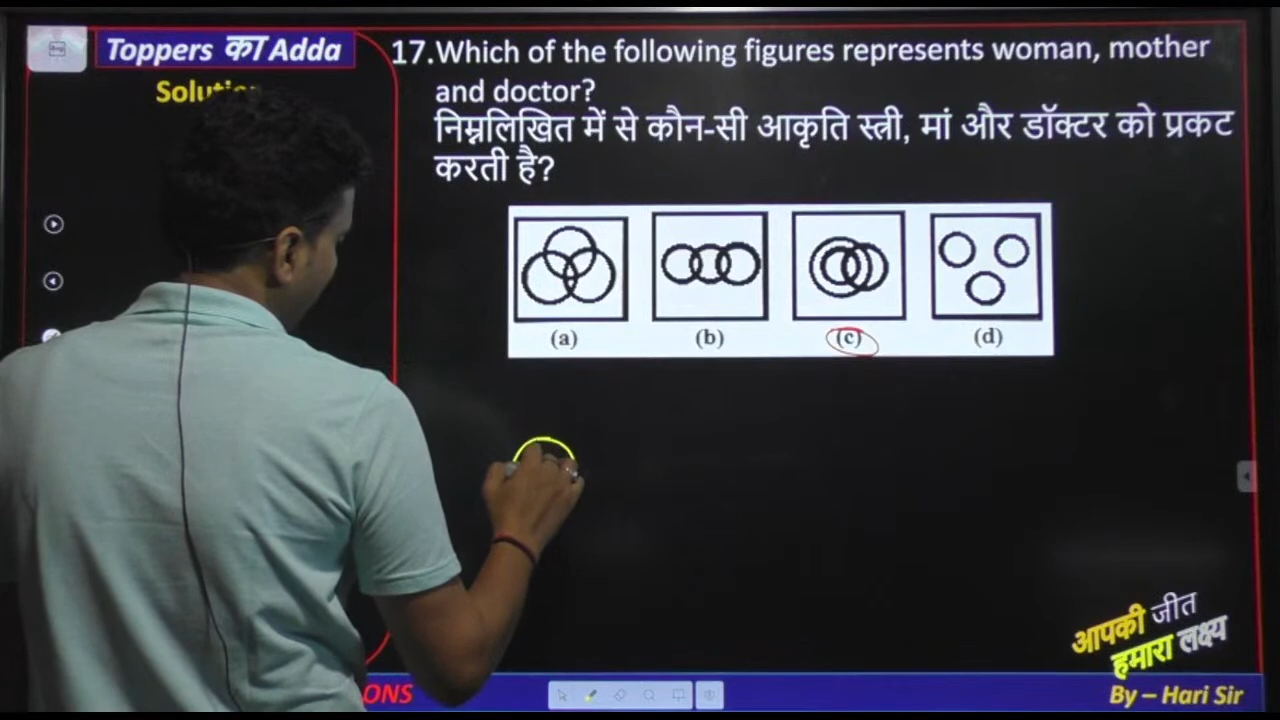 Toppers का Adda
17.Which of the following figures represents woman, mother
and doctor?
निम्नलिखित में से कौन-सी आकृति स्त्री, मां और डॉक्टर को प्रकट
करती है?
(a) (b) (c) (d)
आपकी जीत
हमारा लक्ष्य
By – Hari Sir